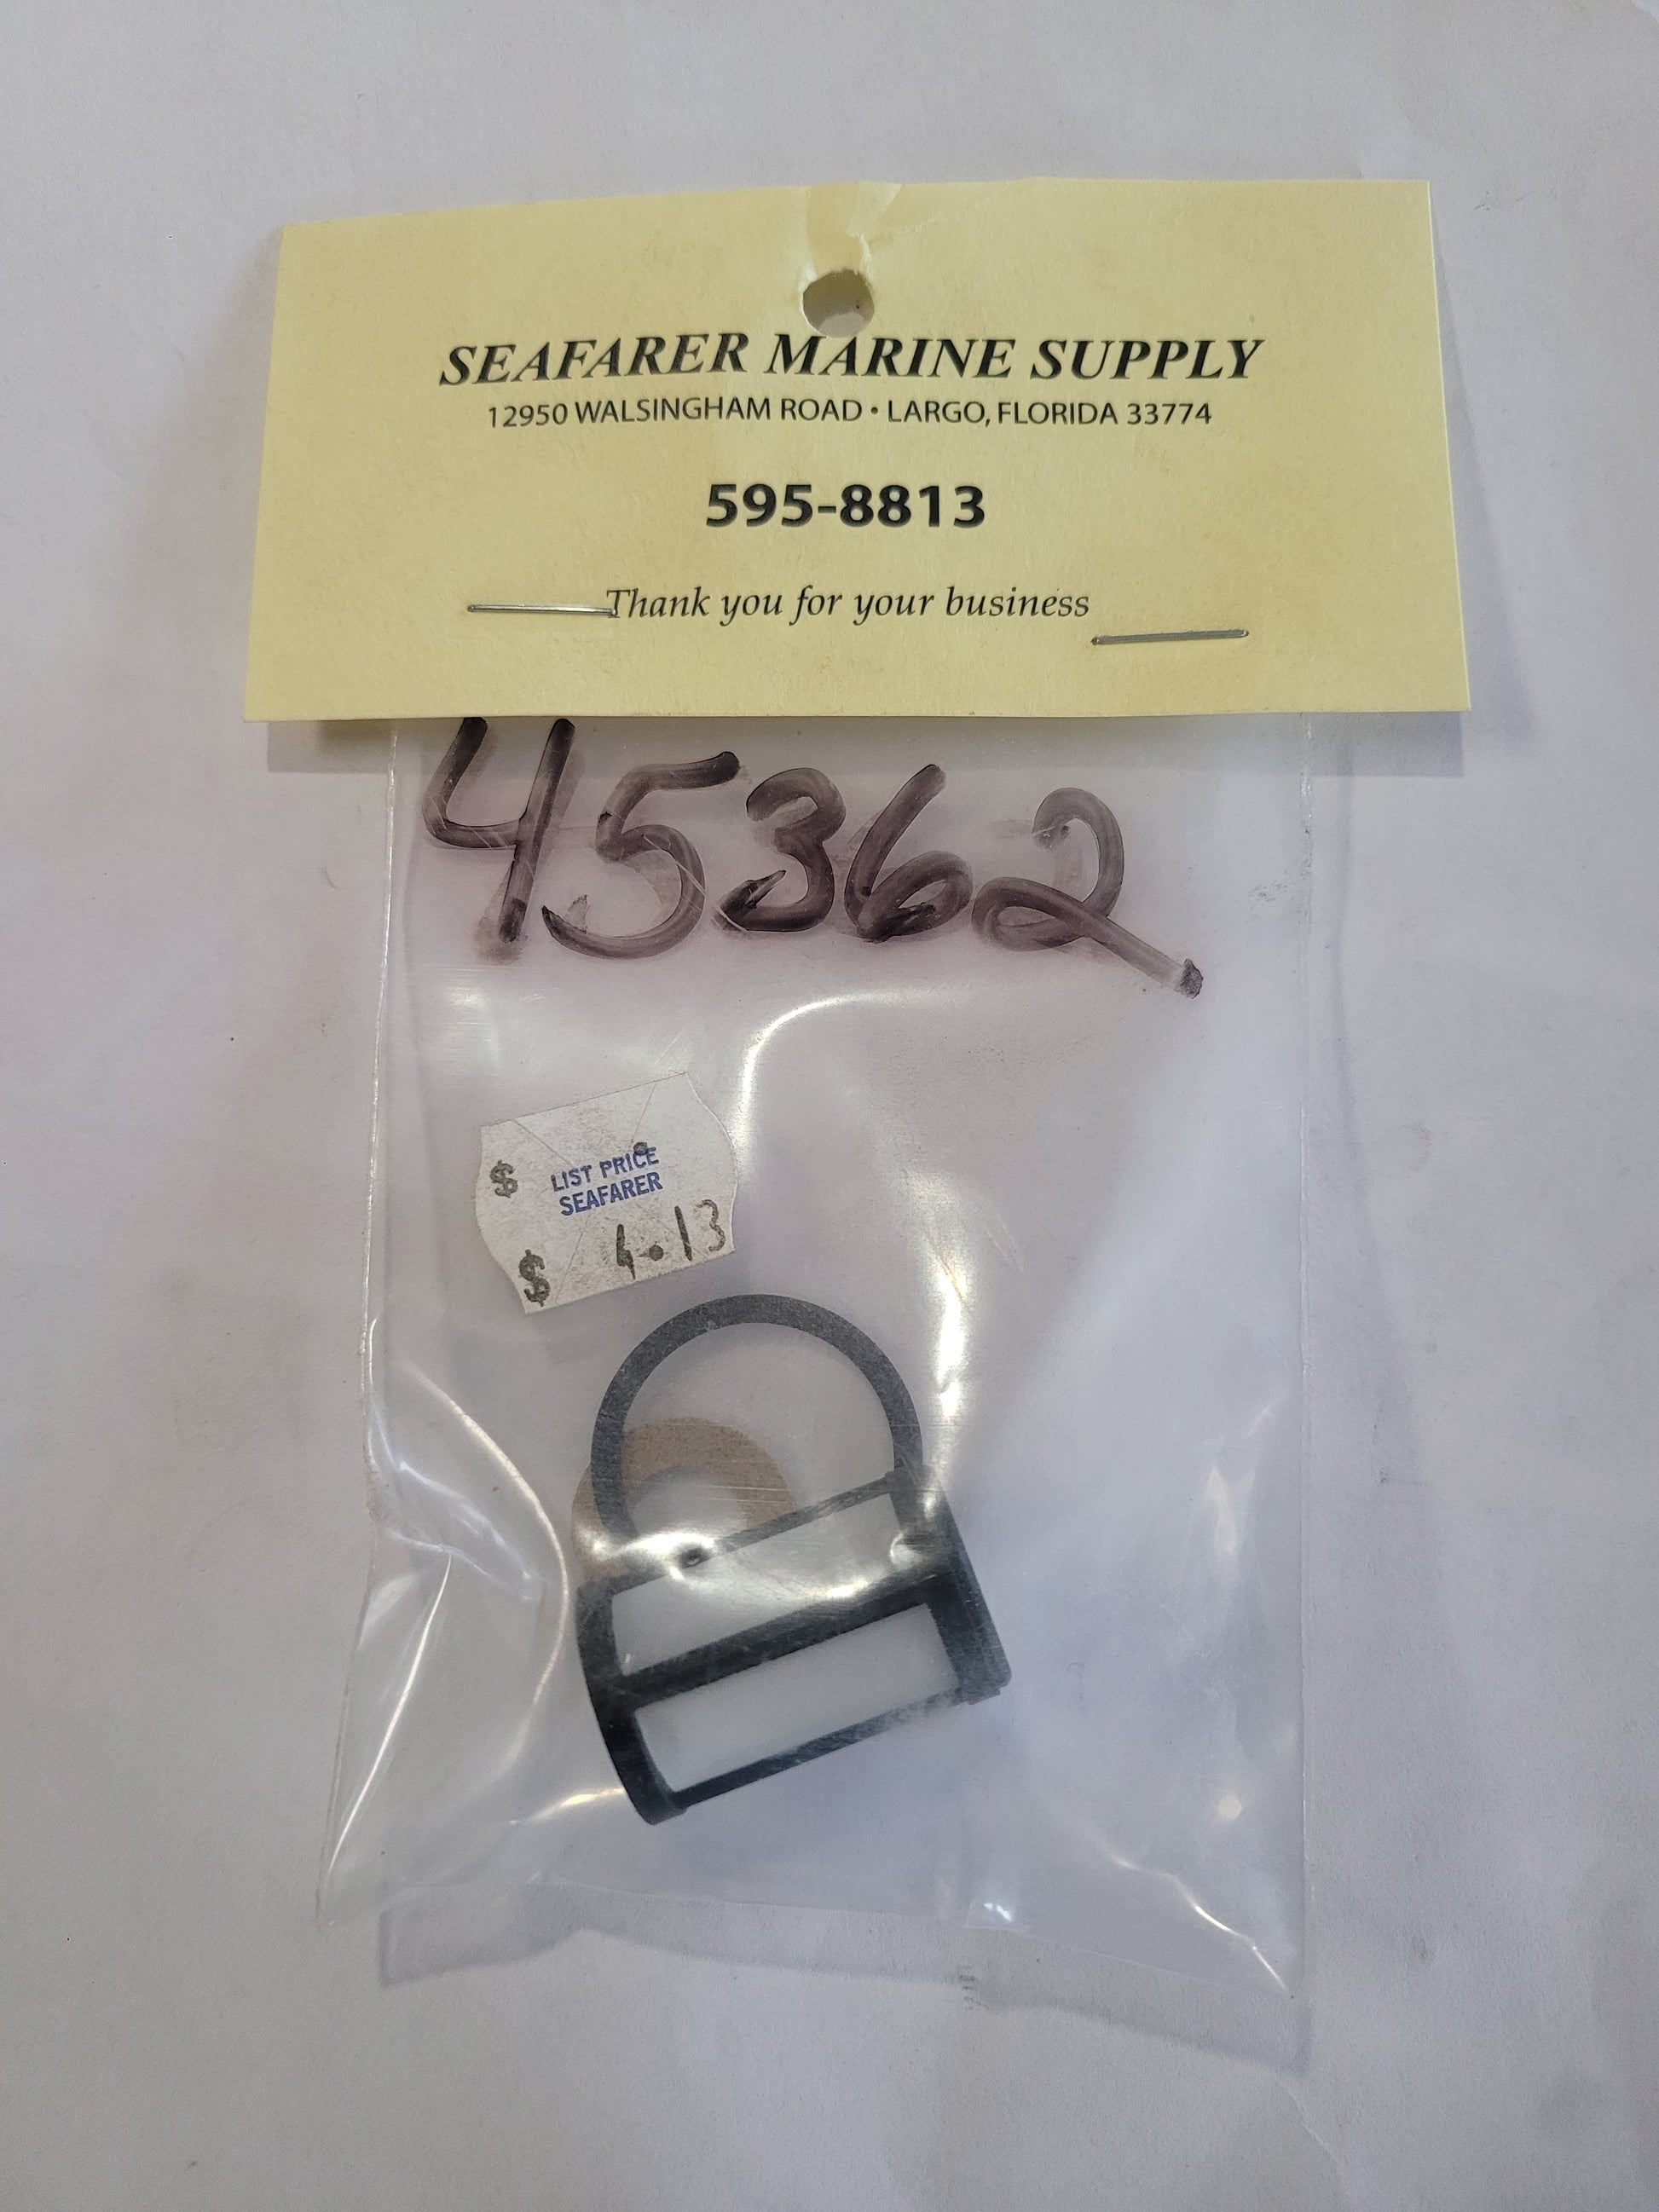 SEAFARER MARINE SUPPLY
12950 WALSINGHAM ROAD • LARGO, FLORIDA 33774
595-8813
Thank you for your business
45362
$ LIST PRICE
SEAFARER
$ 4.13